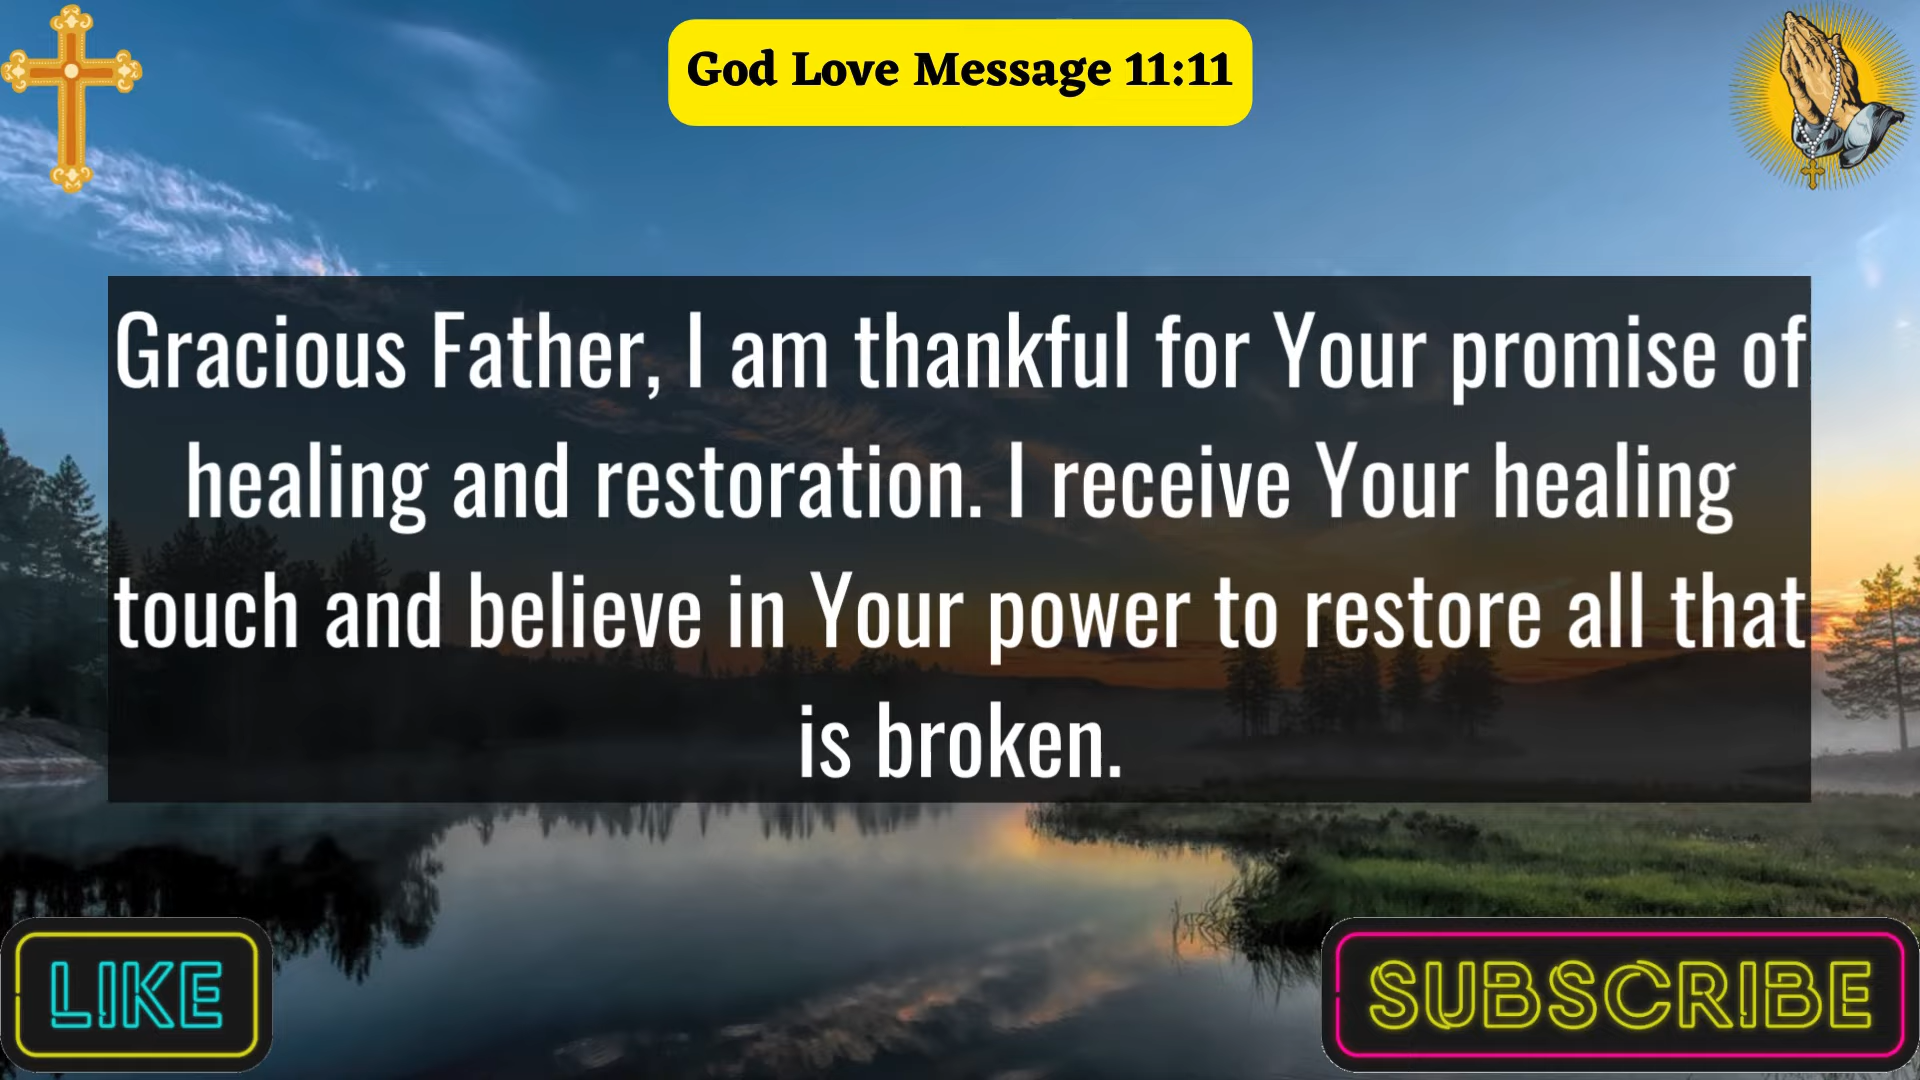 God Love Message 11:11
Gracious Father, I am thankful for Your promise of
healing and restoration. I receive Your healing
touch and believe in Your power to restore all that
is broken.
LIKE
SUBSCRIBE